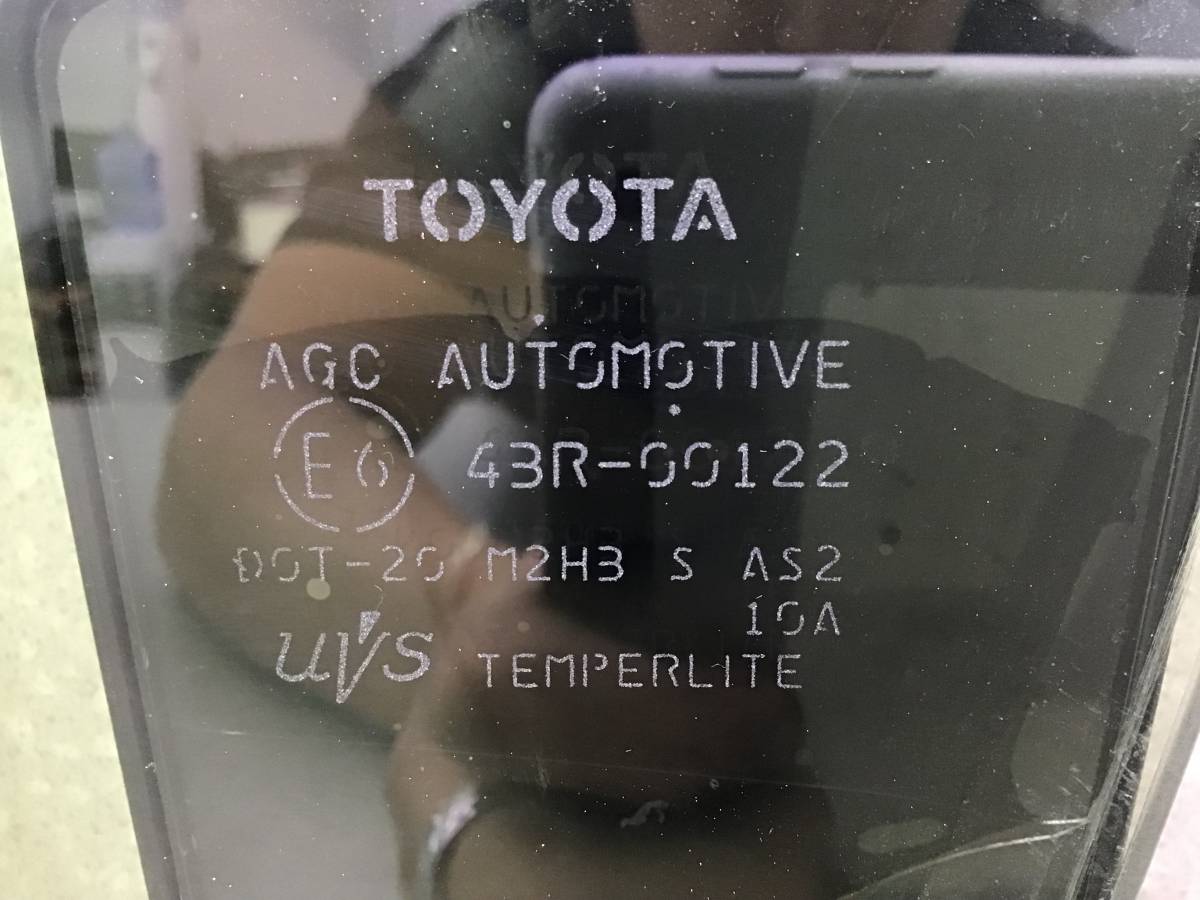 TOYOTA
AGC AUTOMOTIVE
E6 43R-00122
DOT-20 M2H3 S AS2
10A
uvs TEMPERLITE